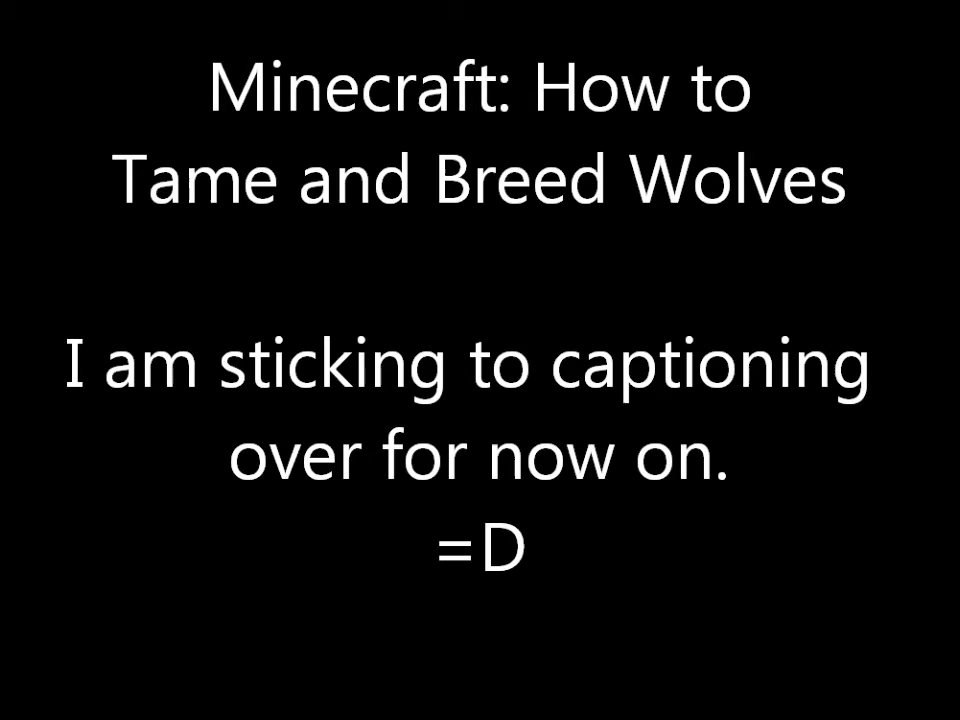 Minecraft: How to
Tame and Breed Wolves
I am sticking to captioning
over for now on.
=D